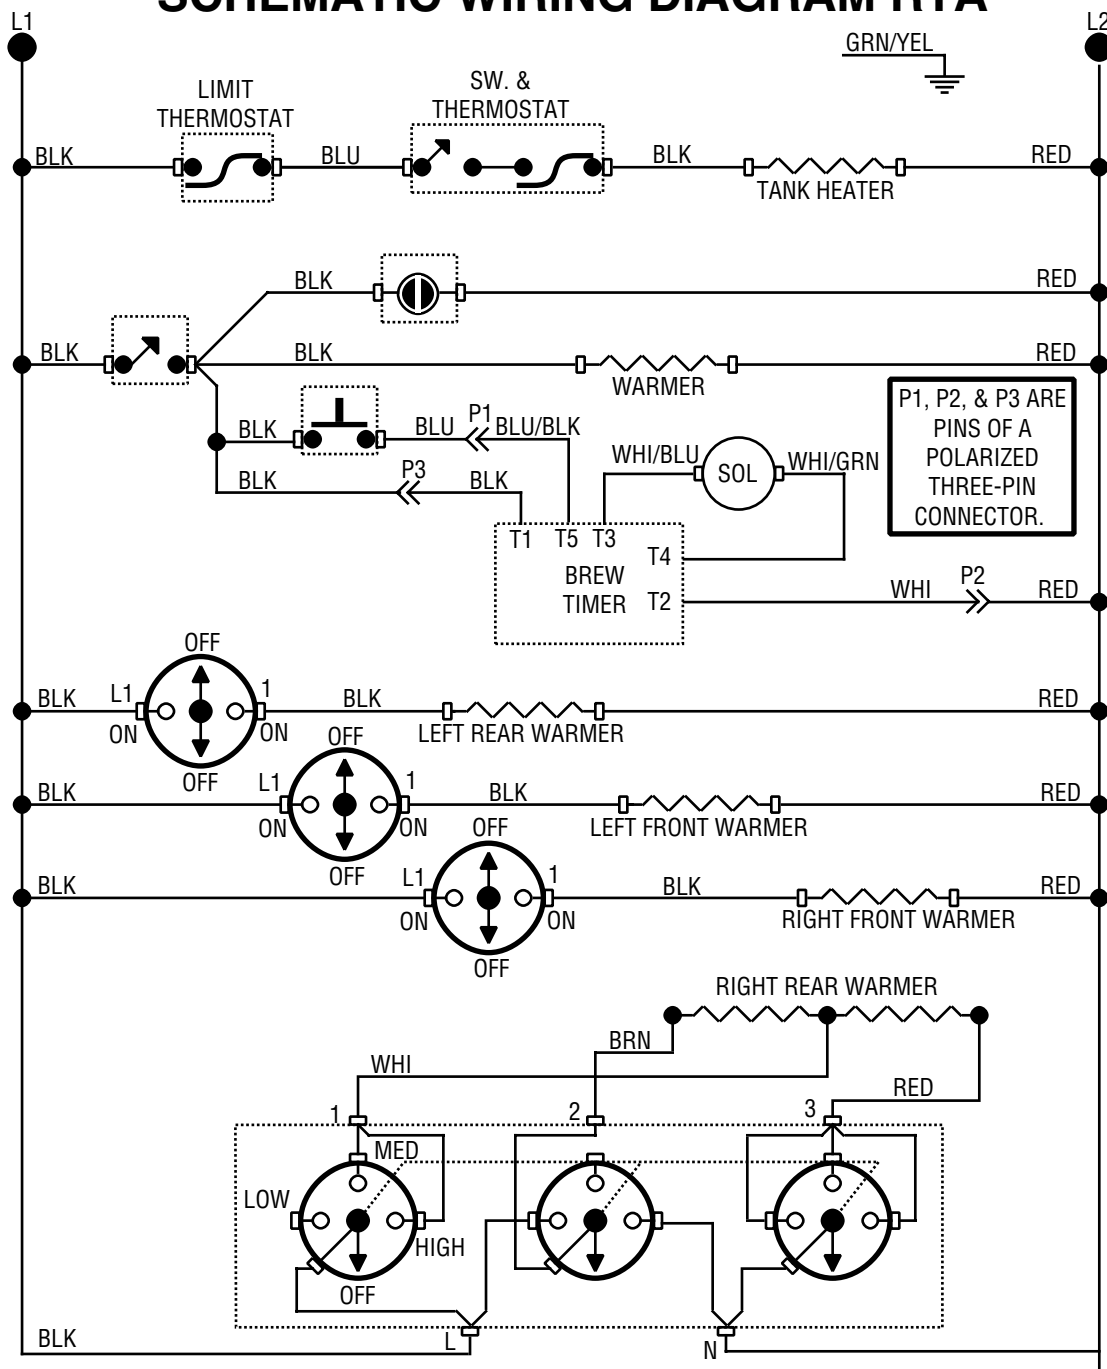 SCHEMATIC WIRING DIAGRAM RTA
L1
L2
GRN/YEL
LIMIT
THERMOSTAT
SW. &
THERMOSTAT
BLK
BLU
BLK
RED
TANK HEATER
BLK
RED
BLK
BLK
RED
WARMER
P1, P2, & P3 ARE
PINS OF A
POLARIZED
THREE-PIN
CONNECTOR.
BLK
BLU
P1
BLU/BLK
WHI/BLU
SOL
WHI/GRN
BLK
P3
BLK
T1
T5
T3
T4
BREW
TIMER
T2
WHI
P2
RED
OFF
BLK
L1
1
BLK
RED
ON
ON
LEFT REAR WARMER
OFF
OFF
BLK
L1
1
BLK
RED
ON
ON
LEFT FRONT WARMER
OFF
OFF
BLK
L1
1
BLK
RED
ON
ON
RIGHT FRONT WARMER
OFF
RIGHT REAR WARMER
BRN
WHI
RED
1
2
3
MED
LOW
HIGH
OFF
BLK
L
N